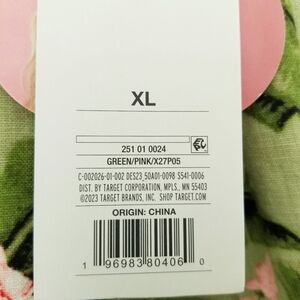 XL
251 01 0024
GREEN/PINK/X27P05
C-002026-01-002 DES23_50A01-0098 S541-0006
DIST. BY TARGET CORPORATION, MPLS., MN 55403
©2023 TARGET BRANDS, INC. SHOP TARGET.COM
ORIGIN: CHINA
1 96983 80406 0